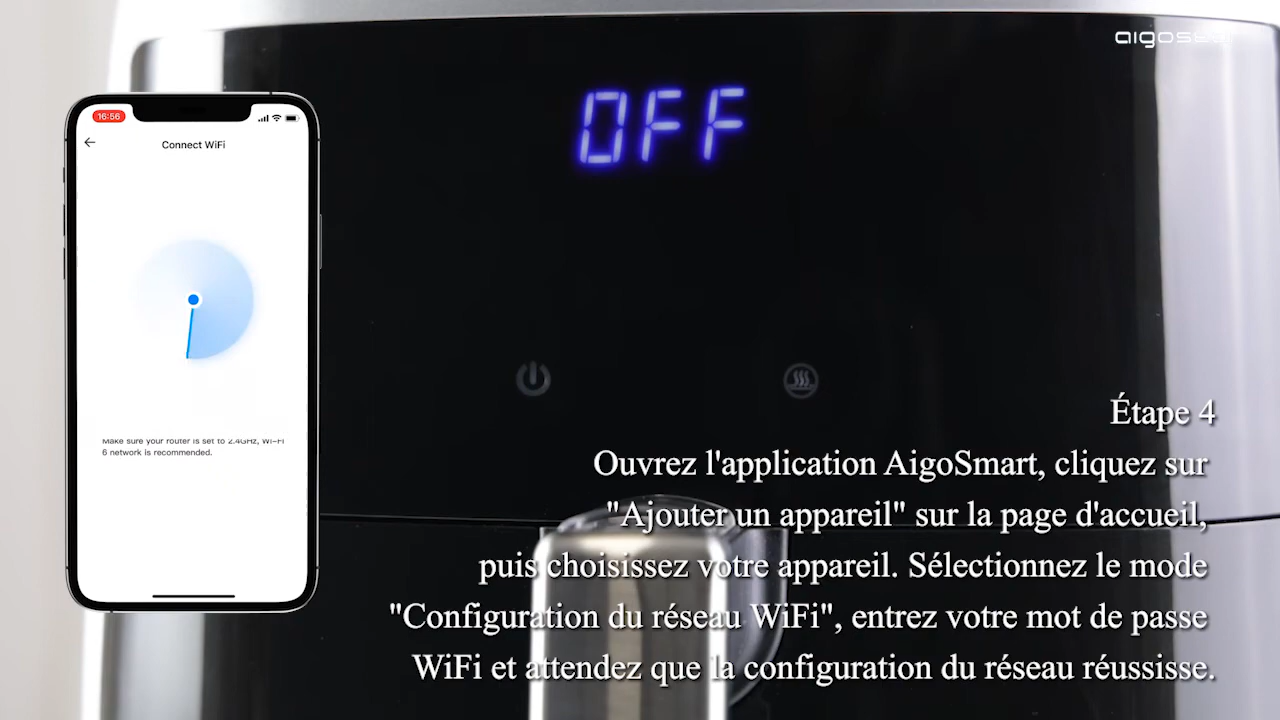 aigostar
OFF
16:56
Connect WiFi
Make sure your router is set to 2.4GHz, Wi-Fi
6 network is recommended.
Étape 4
Ouvrez l'application AigoSmart, cliquez sur
"Ajouter un appareil" sur la page d'accueil,
puis choisissez votre appareil. Sélectionnez le mode
"Configuration du réseau WiFi", entrez votre mot de passe
WiFi et attendez que la configuration du réseau réussisse.